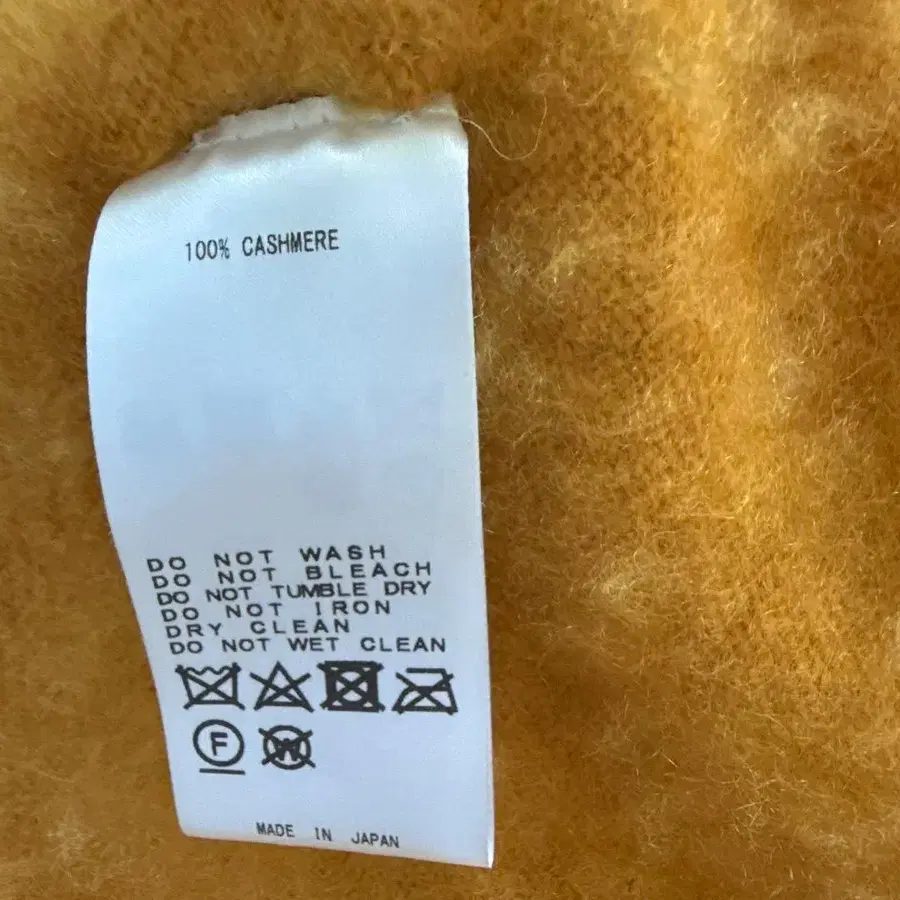 100% CASHMERE
DO NOT WASH
DO NOT BLEACH
DO NOT TUMBLE DRY
DO NOT IRON
DRY CLEAN
DO NOT WET CLEAN
F W
MADE IN JAPAN